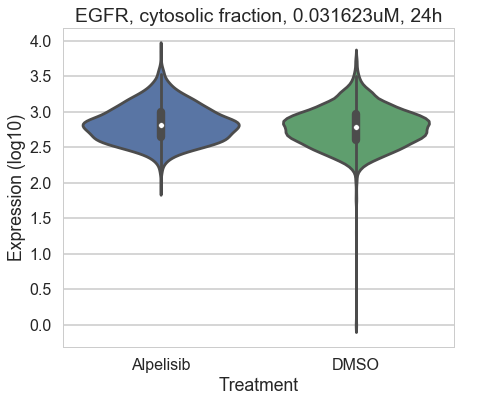 EGFR, cytosolic fraction, 0.031623uM, 24h
4.0
3.5
3.0
2.5
2.0
1.5
1.0
0.5
0.0
Expression (log10)
Alpelisib DMSO
Treatment